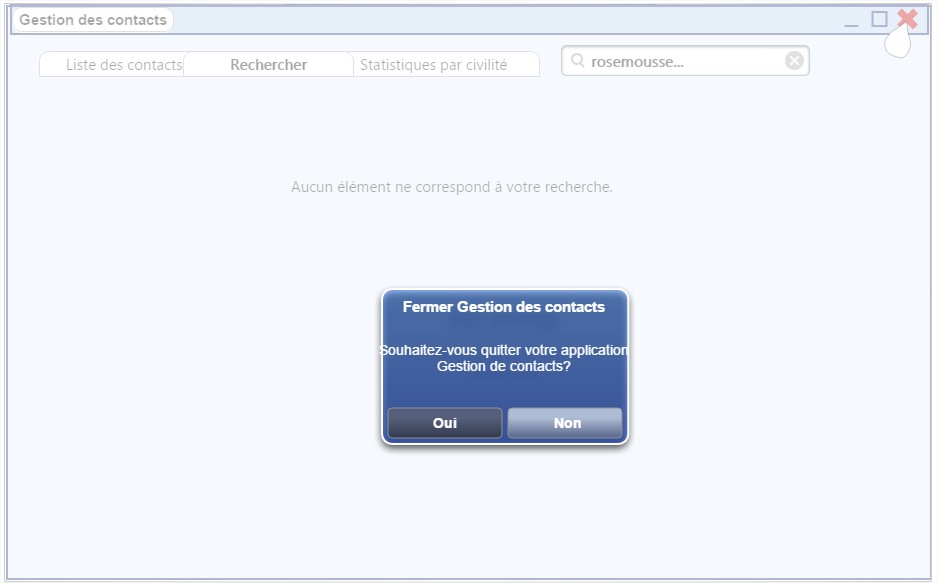 Gestion des contacts
Liste des contacts Rechercher Statistiques par civilité rosemousse...
Aucun élément ne correspond à votre recherche.
Fermer Gestion des contacts
Souhaitez-vous quitter votre application
Gestion de contacts?
Oui Non